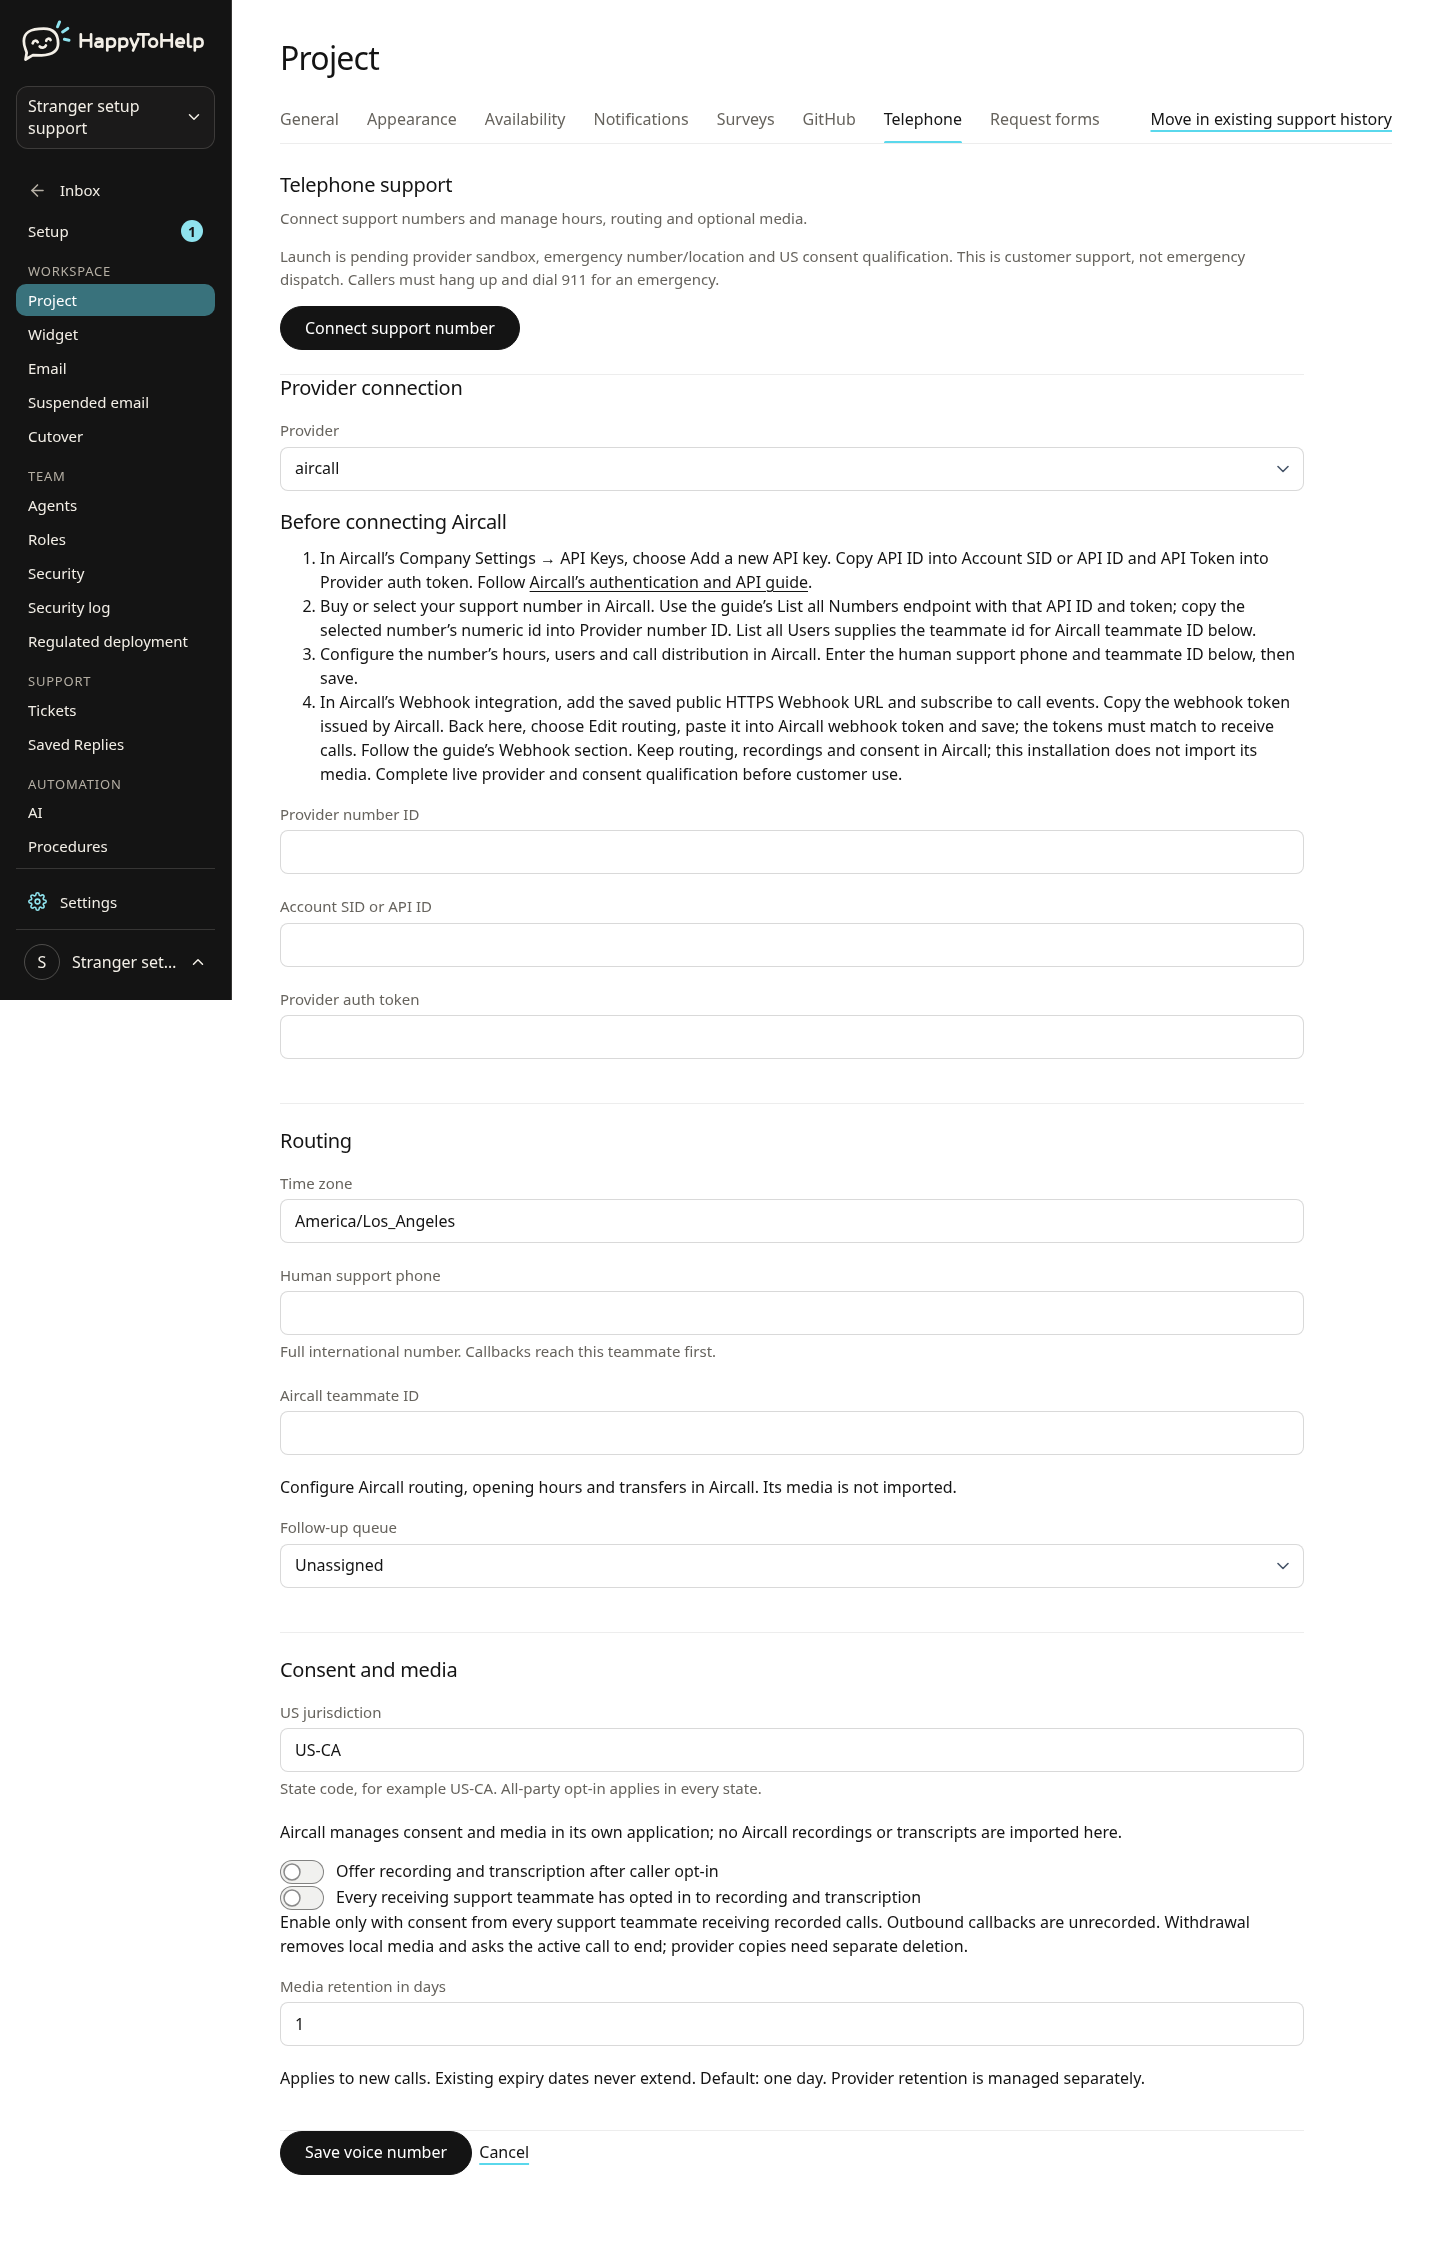 HappyToHelp
Stranger setup
support
Inbox
Setup
1
WORKSPACE
Project
Widget
Email
Suspended email
Cutover
TEAM
Agents
Roles
Security
Security log
Regulated deployment
SUPPORT
Tickets
Saved Replies
AUTOMATION
AI
Procedures
Settings
S
Stranger set...
Project
General
Appearance
Availability
Notifications
Surveys
GitHub
Telephone
Request forms
Move in existing support history
Telephone support
Connect support numbers and manage hours, routing and optional media.
Launch is pending provider sandbox, emergency number/location and US consent qualification. This is customer support, not emergency
dispatch. Callers must hang up and dial 911 for an emergency.
Connect support number
Provider connection
Provider
aircall
Before connecting Aircall
1. In Aircall’s Company Settings → API Keys, choose Add a new API key. Copy API ID into Account SID or API ID and API Token into
Provider auth token. Follow Aircall’s authentication and API guide.
2. Buy or select your support number in Aircall. Use the guide’s List all Numbers endpoint with that API ID and token; copy the
selected number’s numeric id into Provider number ID. List all Users supplies the teammate id for Aircall teammate ID below.
3. Configure the number’s hours, users and call distribution in Aircall. Enter the human support phone and teammate ID below, then
save.
4. In Aircall’s Webhook integration, add the saved public HTTPS Webhook URL and subscribe to call events. Copy the webhook token
issued by Aircall. Back here, choose Edit routing, paste it into Aircall webhook token and save; the tokens must match to receive
calls. Follow the guide’s Webhook section. Keep routing, recordings and consent in Aircall; this installation does not import its
media. Complete live provider and consent qualification before customer use.
Provider number ID
Account SID or API ID
Provider auth token
Routing
Time zone
America/Los_Angeles
Human support phone
Full international number. Callbacks reach this teammate first.
Aircall teammate ID
Configure Aircall routing, opening hours and transfers in Aircall. Its media is not imported.
Follow-up queue
Unassigned
Consent and media
US jurisdiction
US-CA
State code, for example US-CA. All-party opt-in applies in every state.
Aircall manages consent and media in its own application; no Aircall recordings or transcripts are imported here.
Offer recording and transcription after caller opt-in
Every receiving support teammate has opted in to recording and transcription
Enable only with consent from every support teammate receiving recorded calls. Outbound callbacks are unrecorded. Withdrawal
removes local media and asks the active call to end; provider copies need separate deletion.
Media retention in days
1
Applies to new calls. Existing expiry dates never extend. Default: one day. Provider retention is managed separately.
Save voice number
Cancel